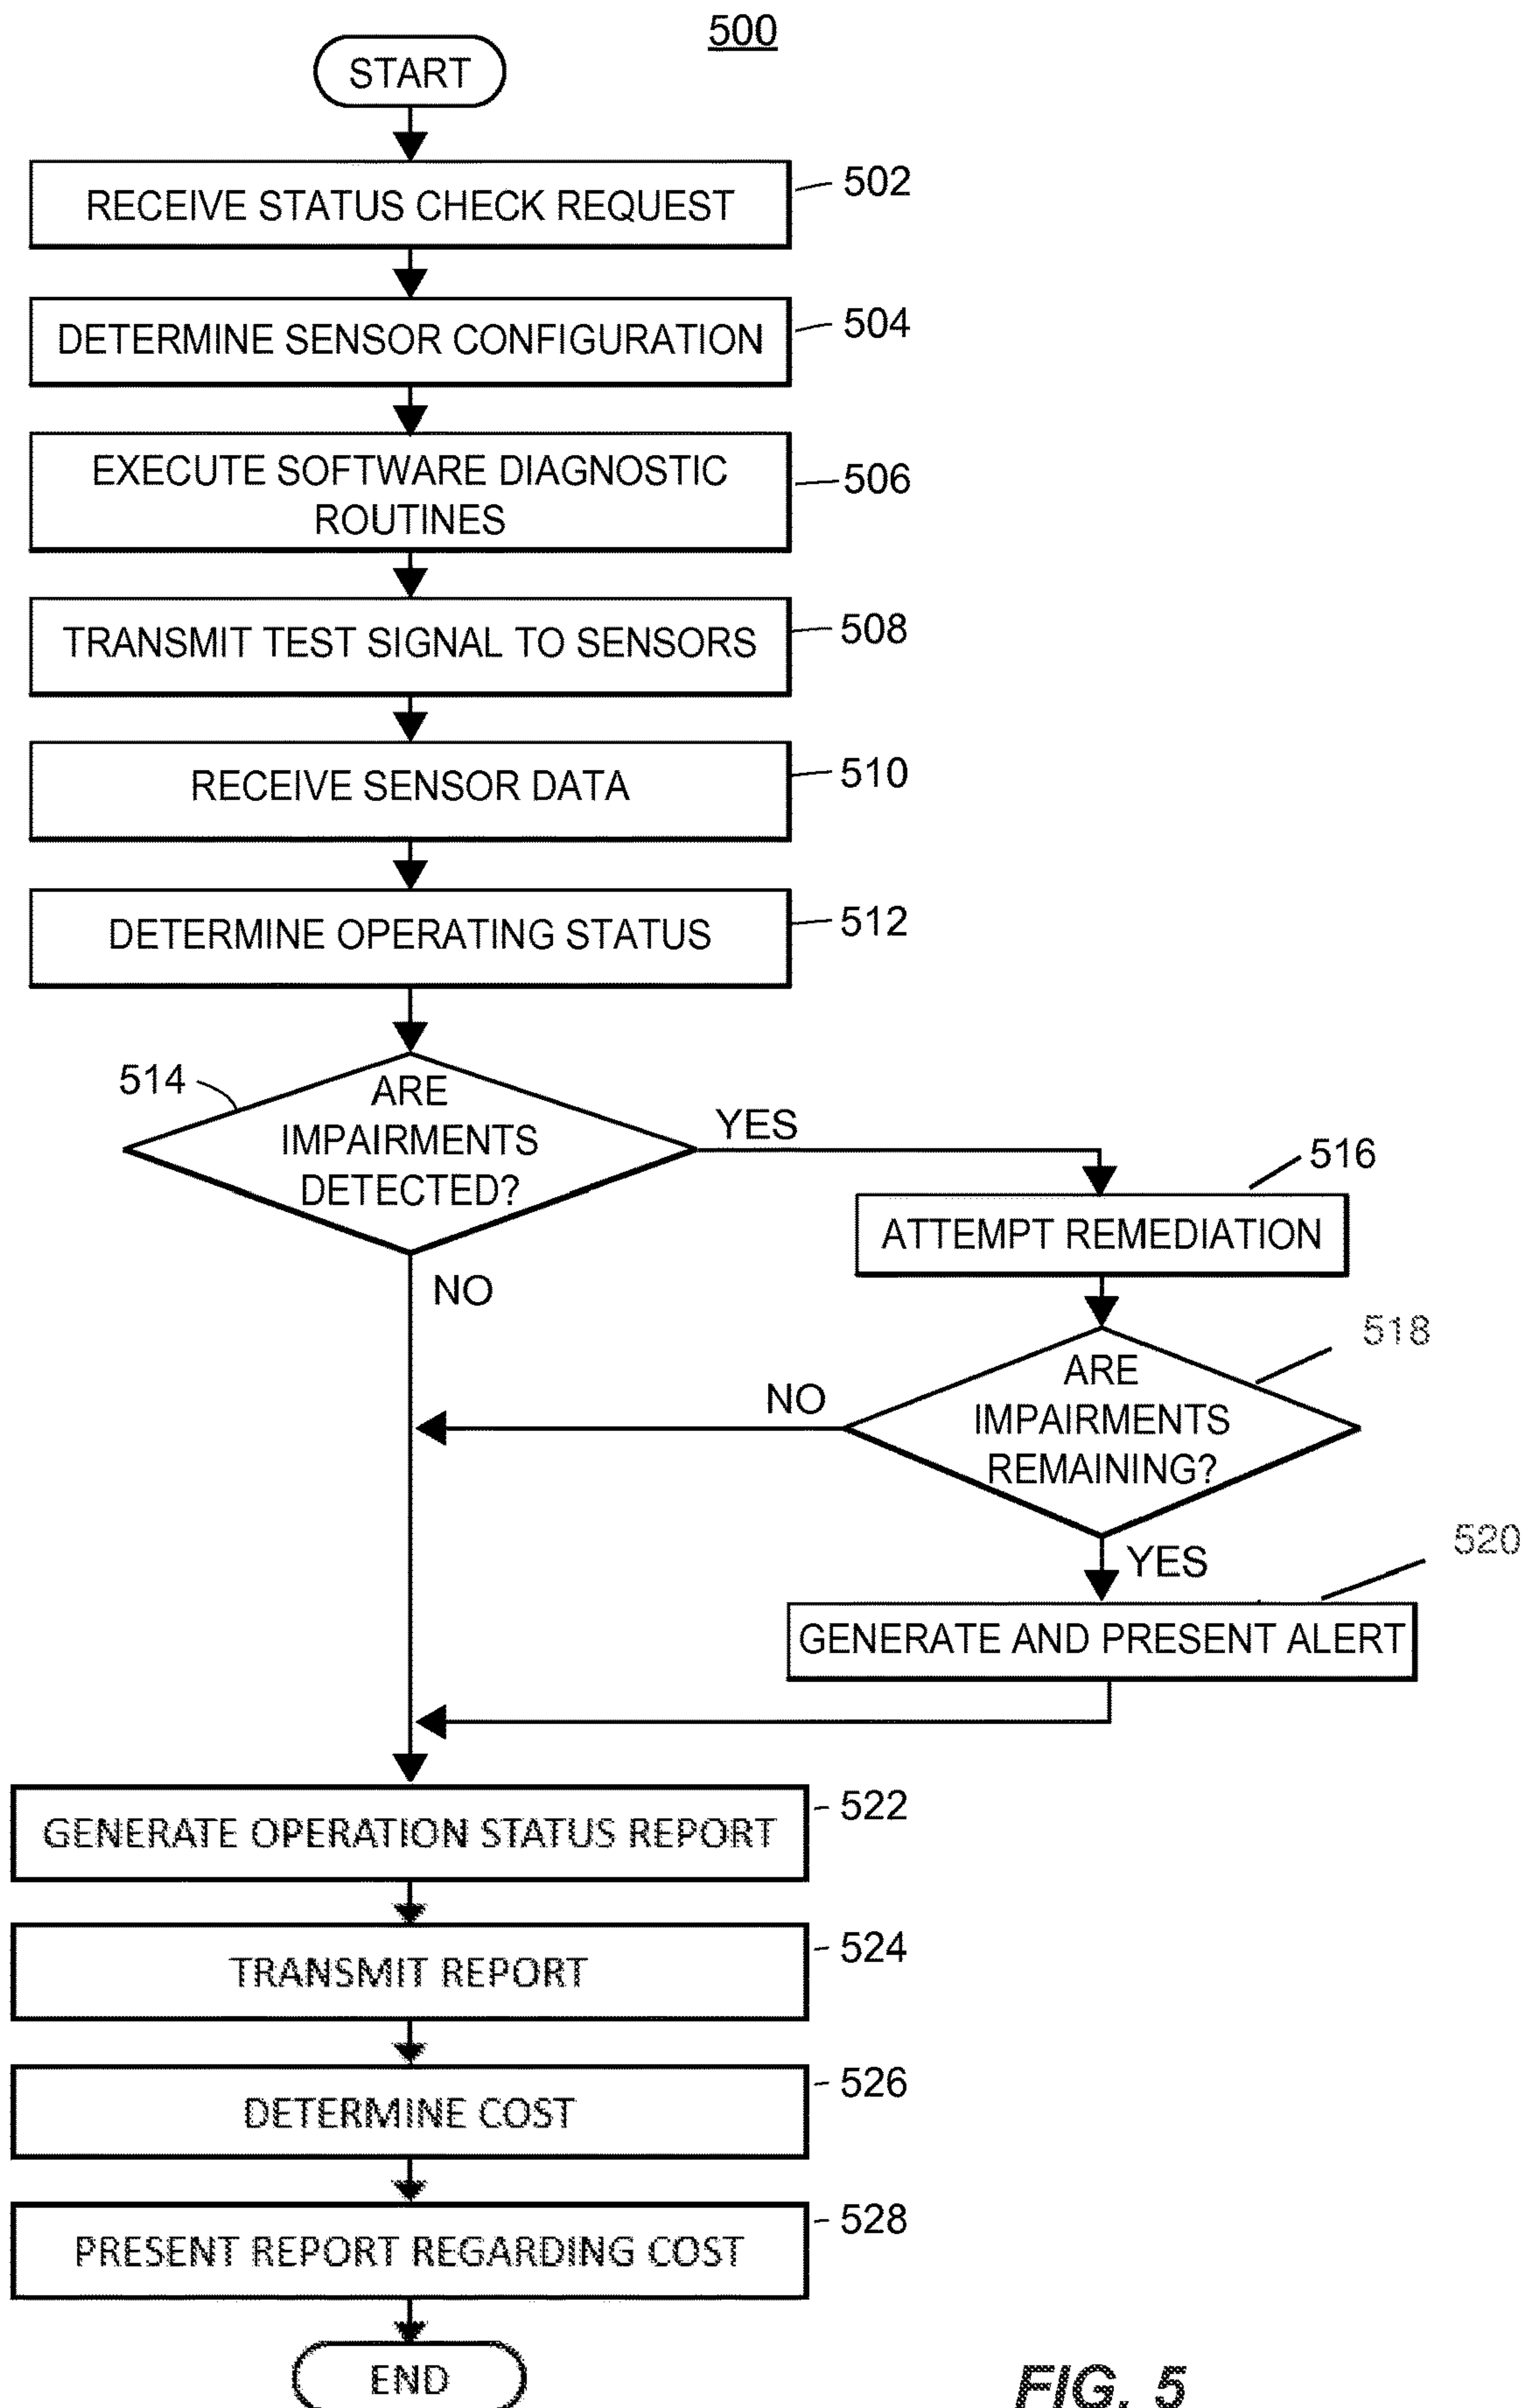 500
START
RECEIVE STATUS CHECK REQUEST
502
DETERMINE SENSOR CONFIGURATION
504
EXECUTE SOFTWARE DIAGNOSTIC
ROUTINES
506
TRANSMIT TEST SIGNAL TO SENSORS
508
RECEIVE SENSOR DATA
510
DETERMINE OPERATING STATUS
512
514
ARE
IMPAIRMENTS
DETECTED?
YES
NO
516
ATTEMPT REMEDIATION
518
ARE
IMPAIRMENTS
REMAINING?
NO
YES
520
GENERATE AND PRESENT ALERT
GENERATE OPERATION STATUS REPORT
522
TRANSMIT REPORT
524
DETERMINE COST
526
PRESENT REPORT REGARDING COST
528
END
FIG. 5